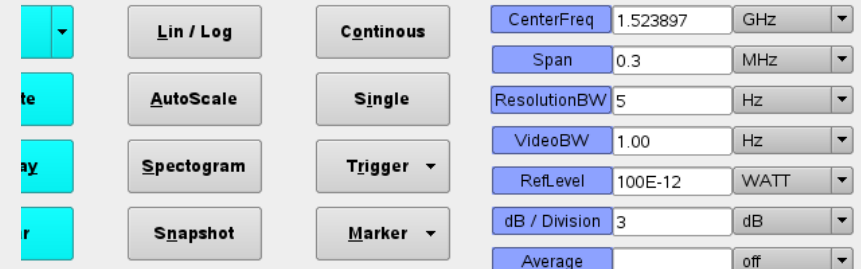 Lin / Log Continous CenterFreq 1.523897 GHz
Span 0.3 MHz
te AutoScale Single ResolutionBW 5 Hz
VideoBW 1.00 Hz
ay Spectogram Trigger RefLevel 100E-12 WATT
r Snapshot Marker dB / Division 3 dB
Average off